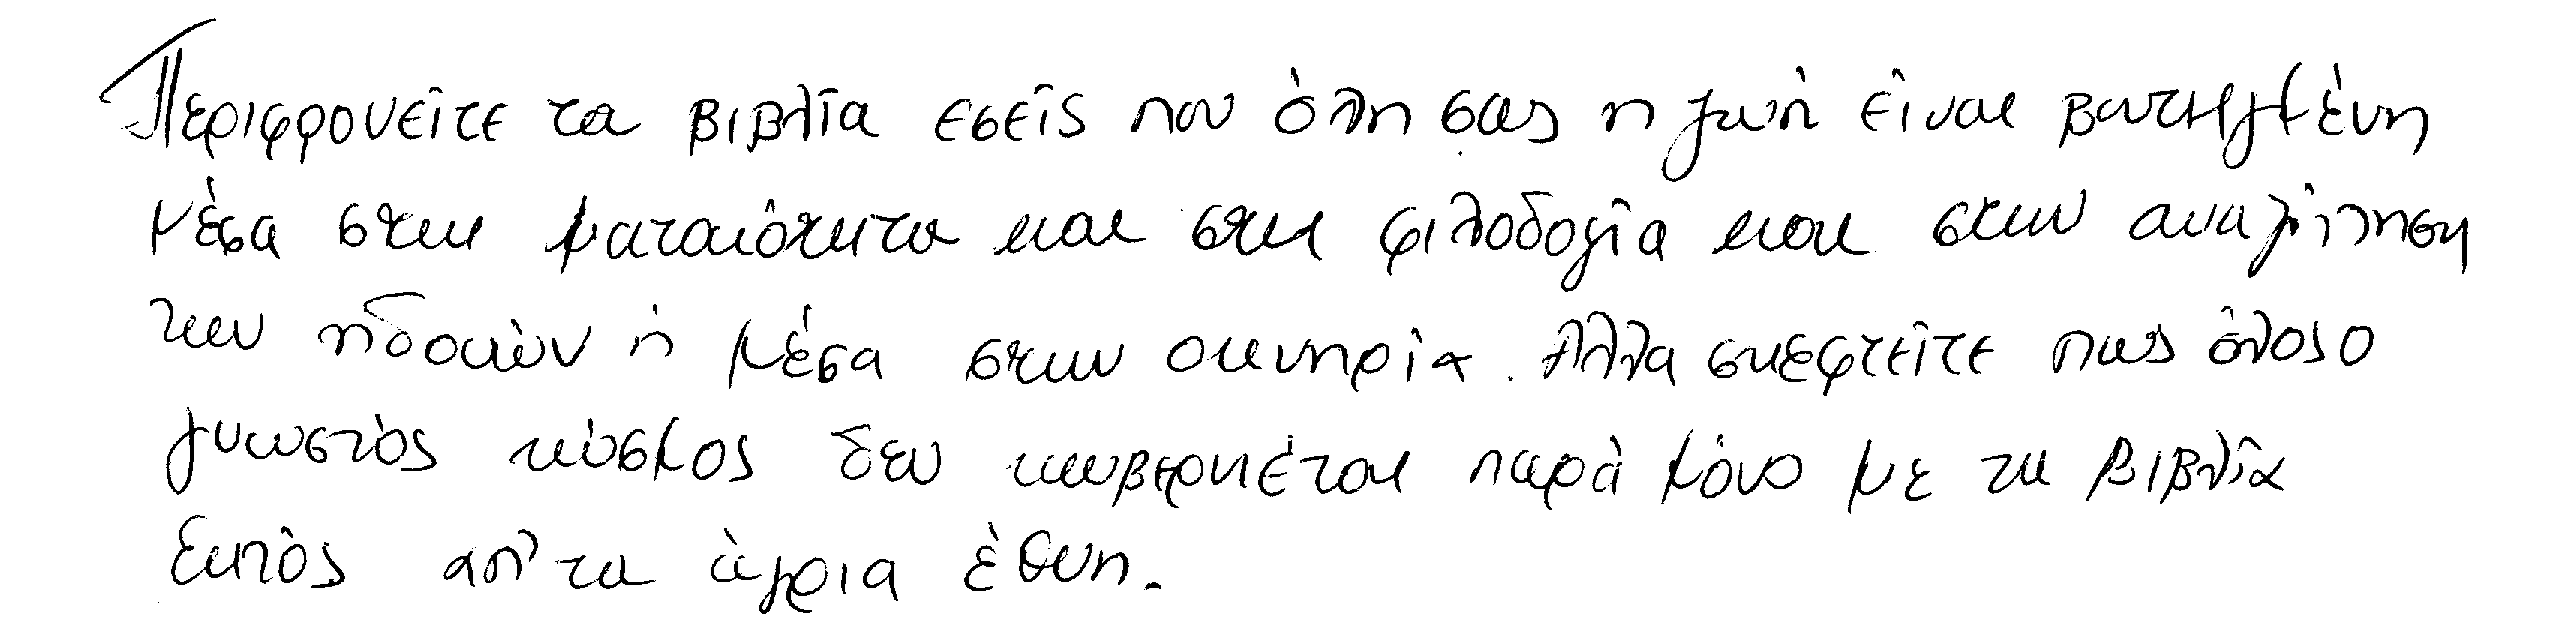 Περιφρονείτε τα βιβλία εσείς που όλη σας η ζωή είναι βουτηγμένη
μέσα στη ματαιότητα και στη φιλοδοξία και στην αναζήτηση
των ηδονών ή μέσα στην οκνηρία. Αλλά σκεφτείτε πως όλος ο
γνωστός κόσμος δεν κυβερνιέται παρά μόνο με τα βιβλία
εκτός απ' τα άγρια έθνη.